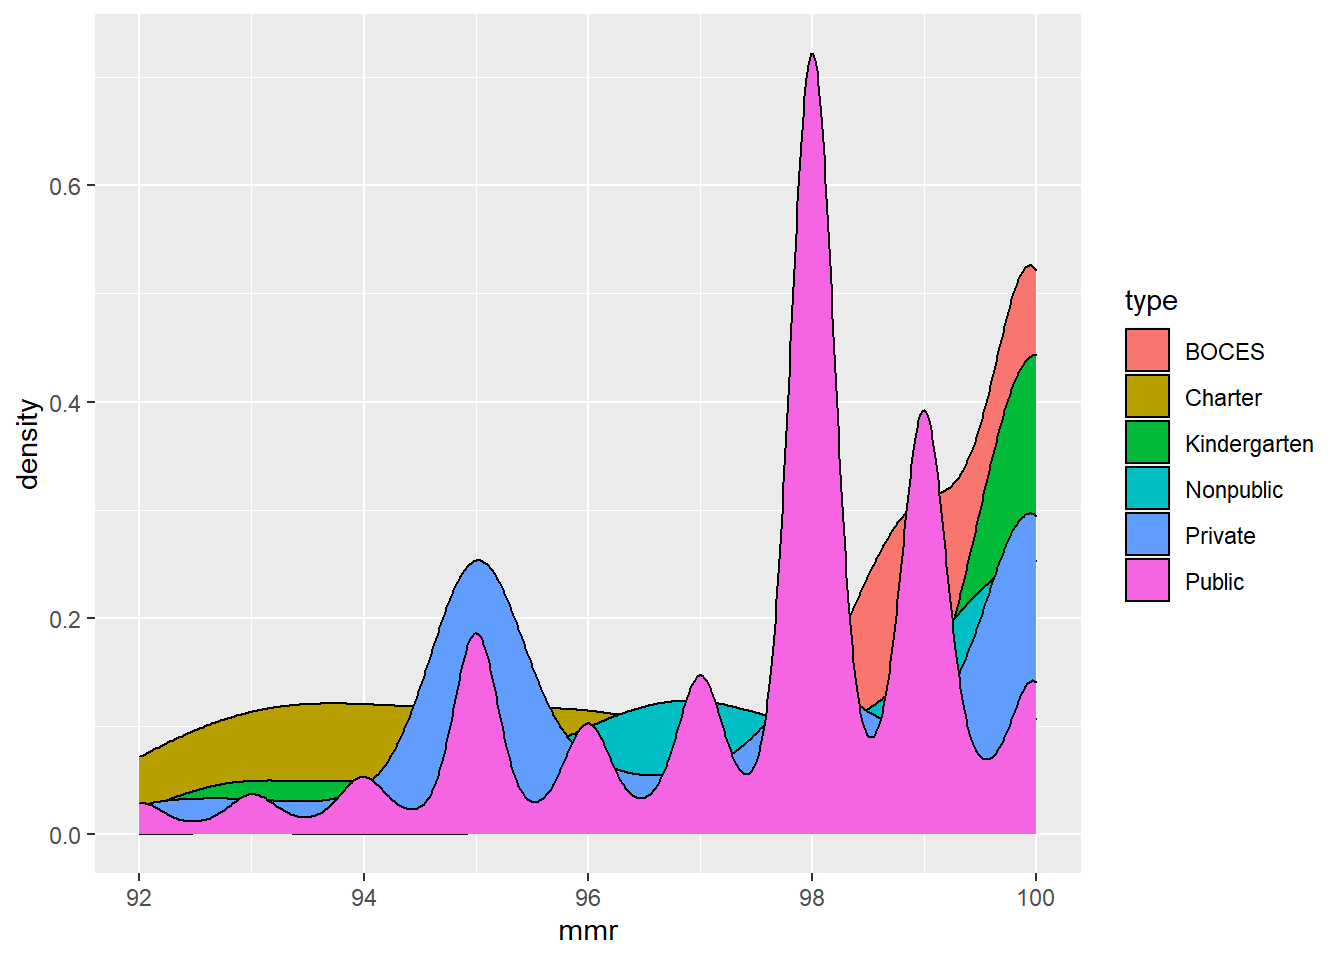 0.6
0.4
0.2
0.0
density
92
94
96
98
100
mmr
type
BOCES
Charter
Kindergarten
Nonpublic
Private
Public